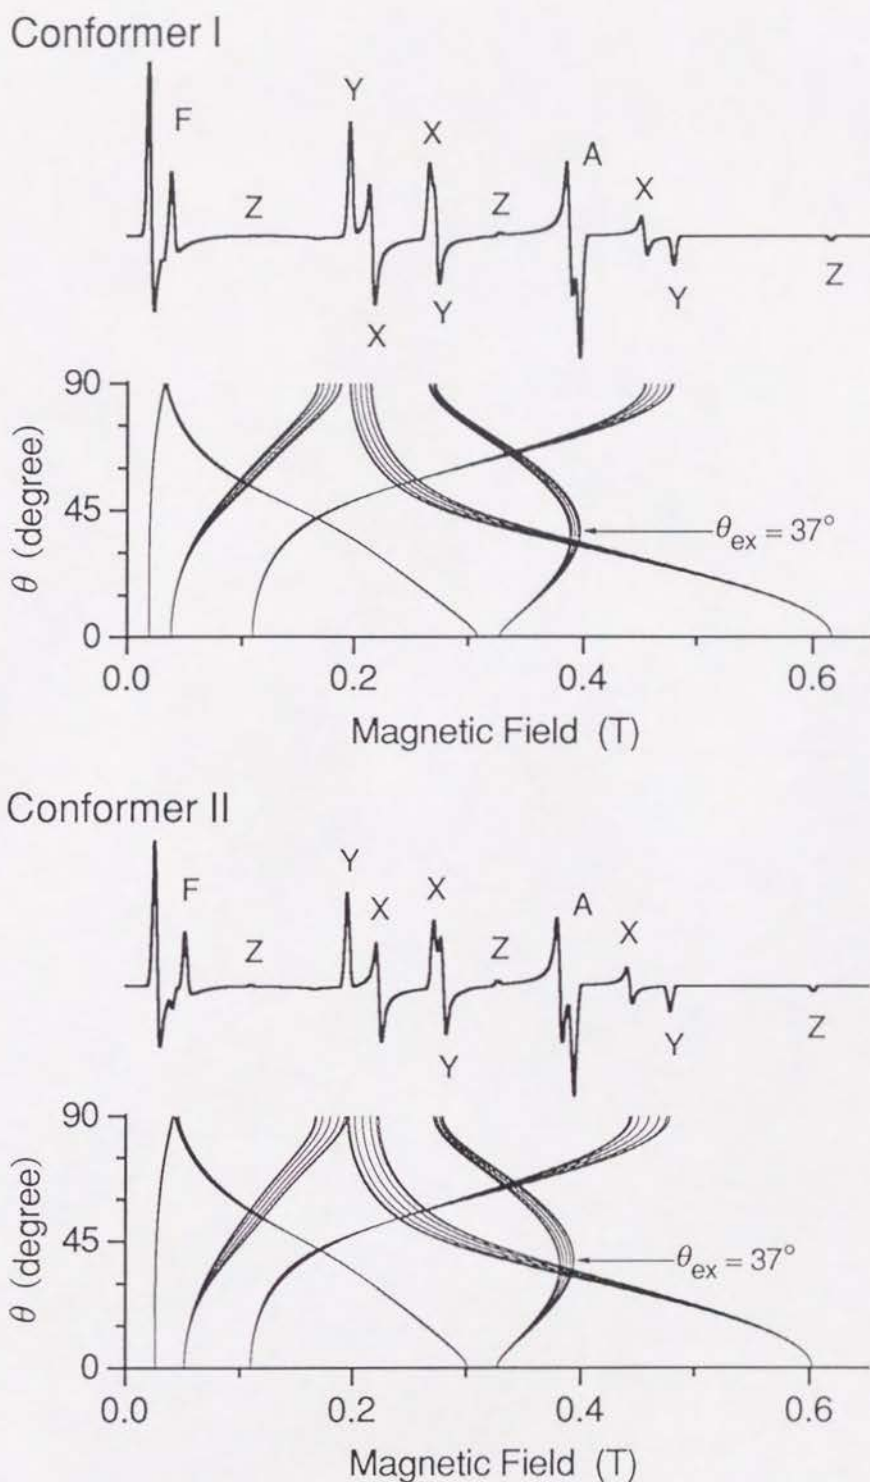 Conformer I
F
Z
Y
X
X
Y
Z
A
X
Y
Z
90
45
0
θ (degree)
θex = 37°
0.0 0.2 0.4 0.6
Magnetic Field (T)
Conformer II
F
Z
Y
X
X
Y
Z
A
X
Y
Z
90
45
0
θ (degree)
θex = 37°
0.0 0.2 0.4 0.6
Magnetic Field (T)